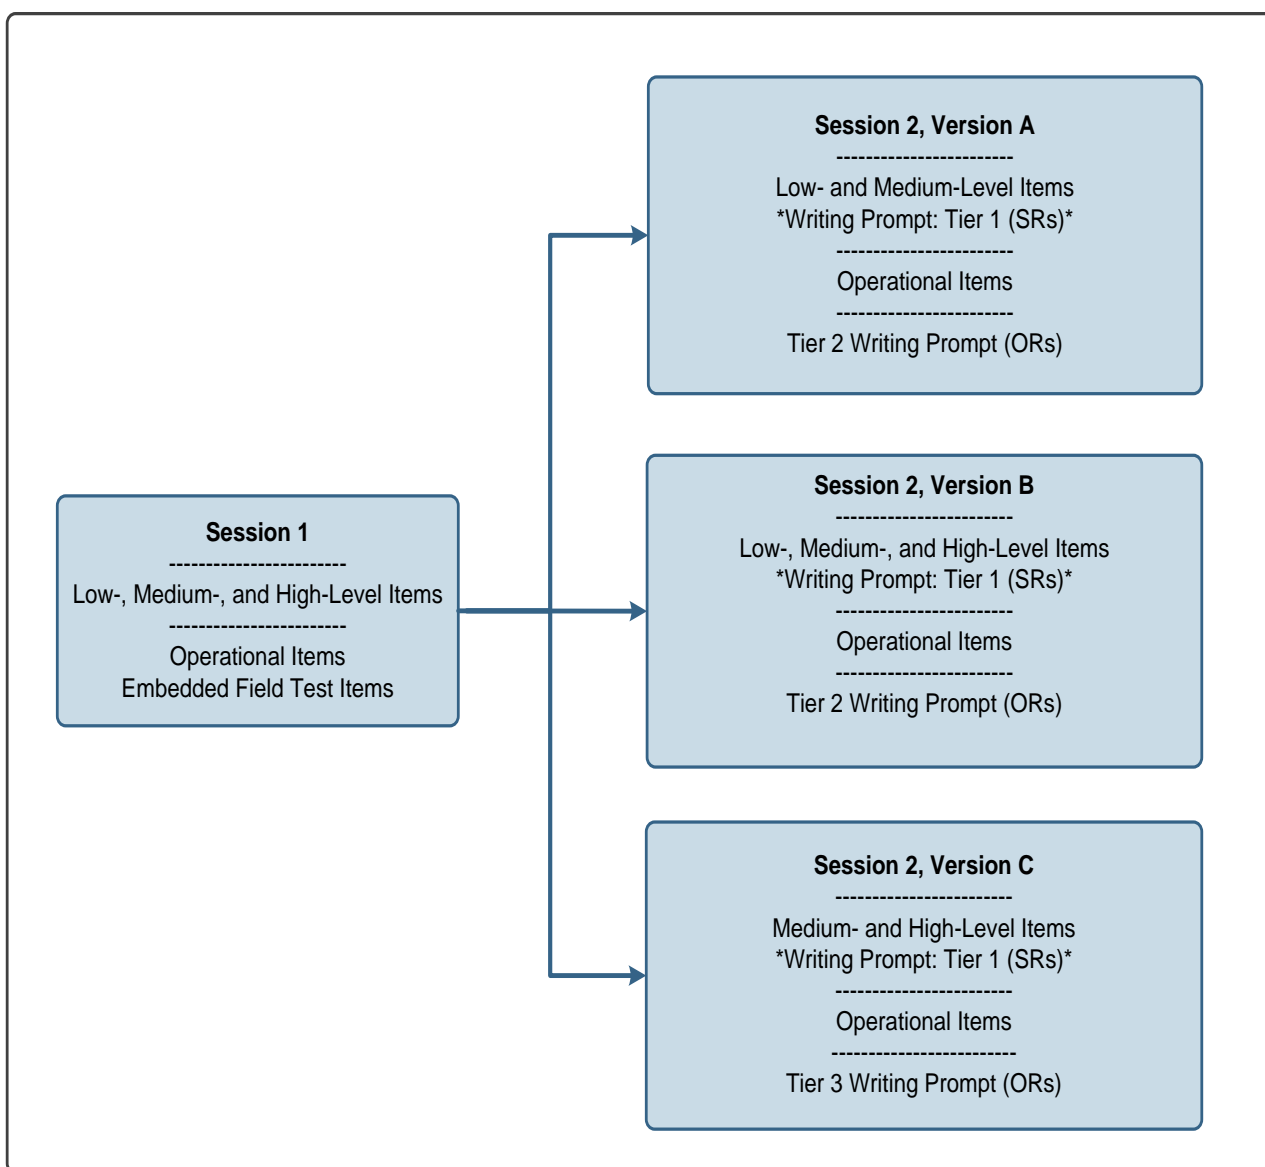 Session 1
------------------------
Low-, Medium-, and High-Level Items
------------------------
Operational Items
Embedded Field Test Items
Session 2, Version A
------------------------
Low- and Medium-Level Items
*Writing Prompt: Tier 1 (SRs)*
------------------------
Operational Items
------------------------
Tier 2 Writing Prompt (ORs)
Session 2, Version B
------------------------
Low-, Medium-, and High-Level Items
*Writing Prompt: Tier 1 (SRs)*
------------------------
Operational Items
------------------------
Tier 2 Writing Prompt (ORs)
Session 2, Version C
------------------------
Medium- and High-Level Items
*Writing Prompt: Tier 1 (SRs)*
------------------------
Operational Items
-------------------------
Tier 3 Writing Prompt (ORs)